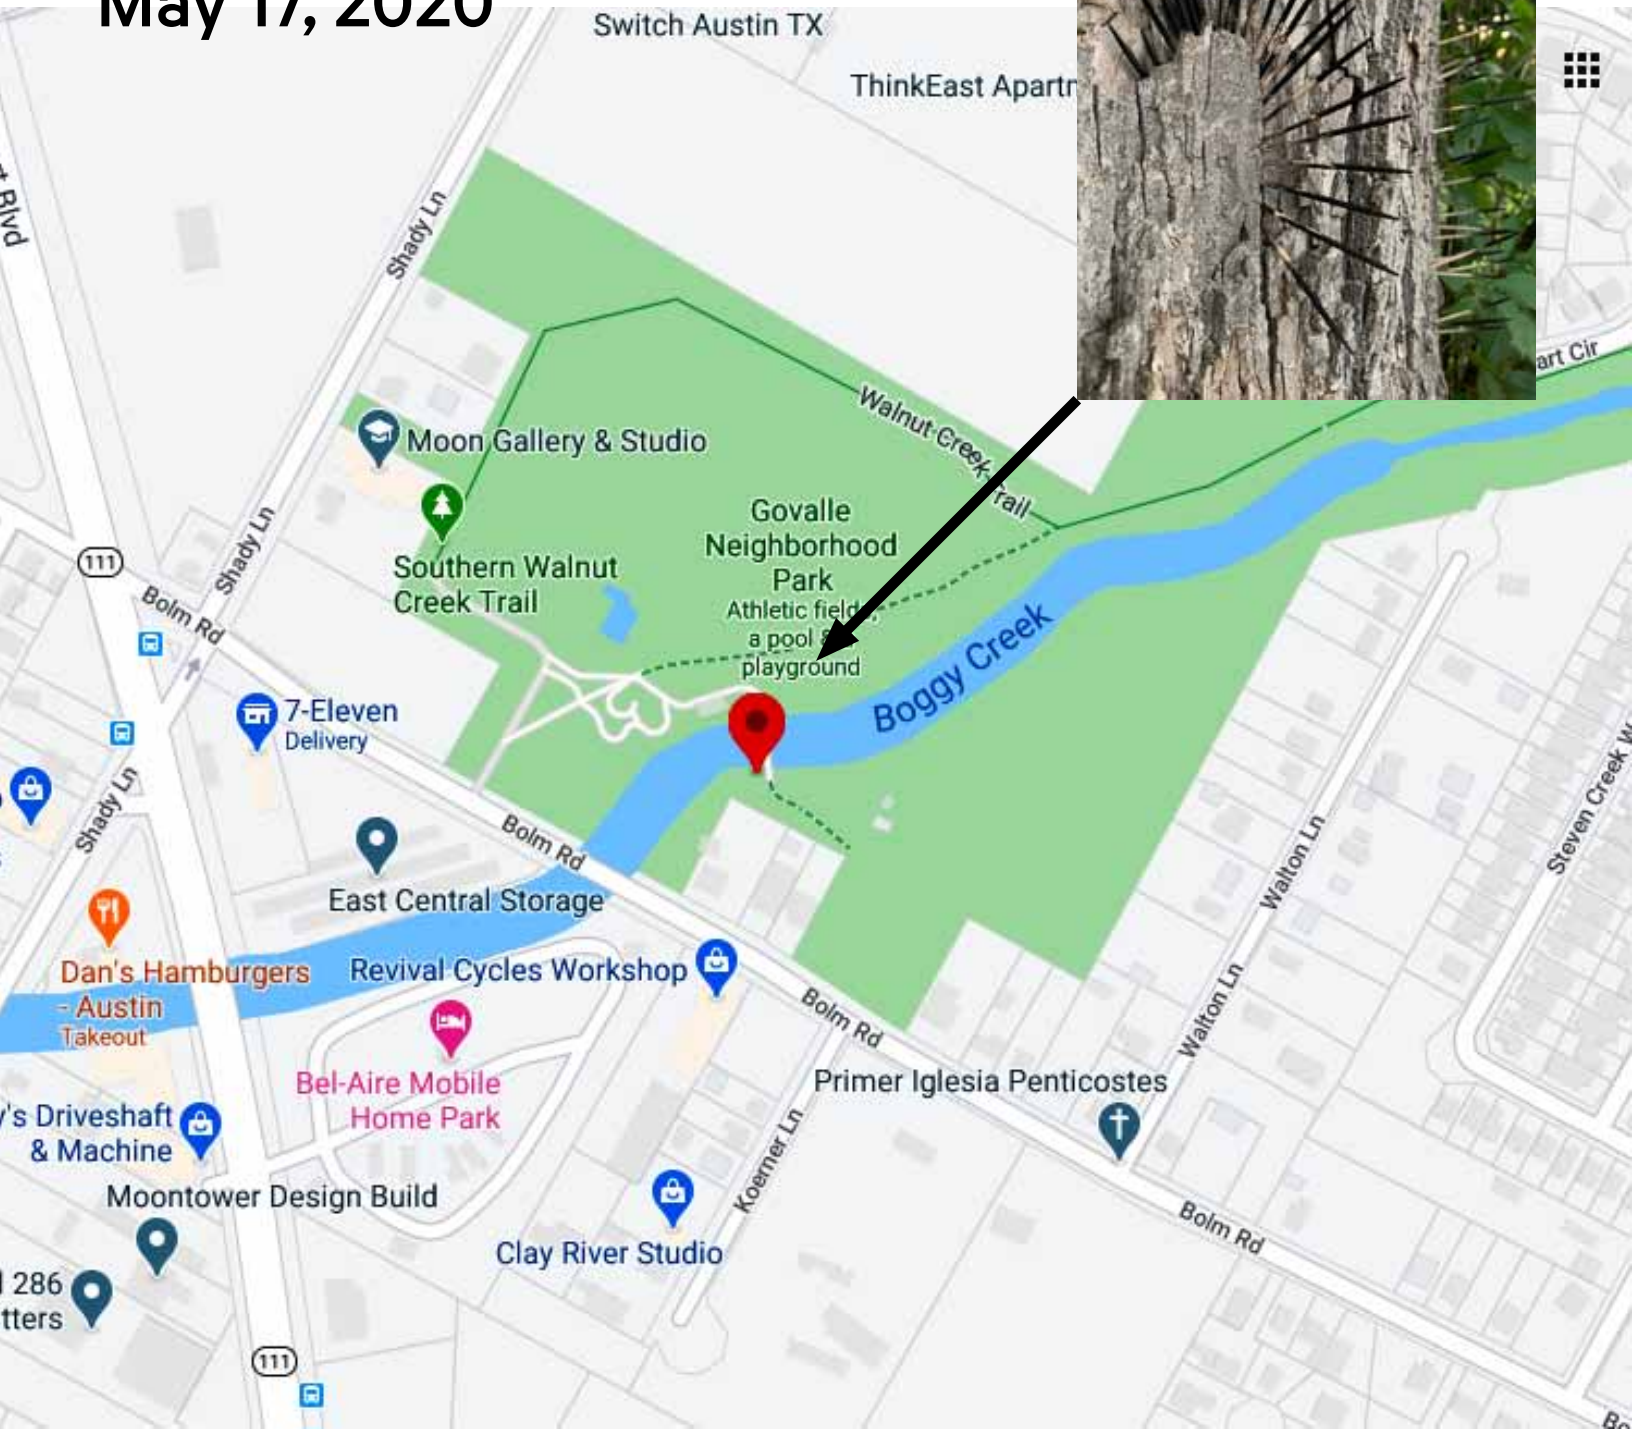 May 17, 2020
Switch Austin TX
ThinkEast Apartm
t Blvd
Shady Ln
art Cir
Walnut Creek Trail
Moon Gallery & Studio
Govalle
Neighborhood
Park
Athletic fields,
a pool &
playground
Southern Walnut
Creek Trail
Shady Ln
111
Bolm Rd
Boggy Creek
7-Eleven
Delivery
Shady Ln
Steven Creek W
Walton Ln
Bolm Rd
East Central Storage
Dan's Hamburgers
- Austin
Takeout
Revival Cycles Workshop
Bolm Rd
Walton Ln
Bel-Aire Mobile
Home Park
Primer Iglesia Penticostes
y's Driveshaft
& Machine
Koerner Ln
Moontower Design Build
Bolm Rd
Clay River Studio
l 286
tters
111
Bo